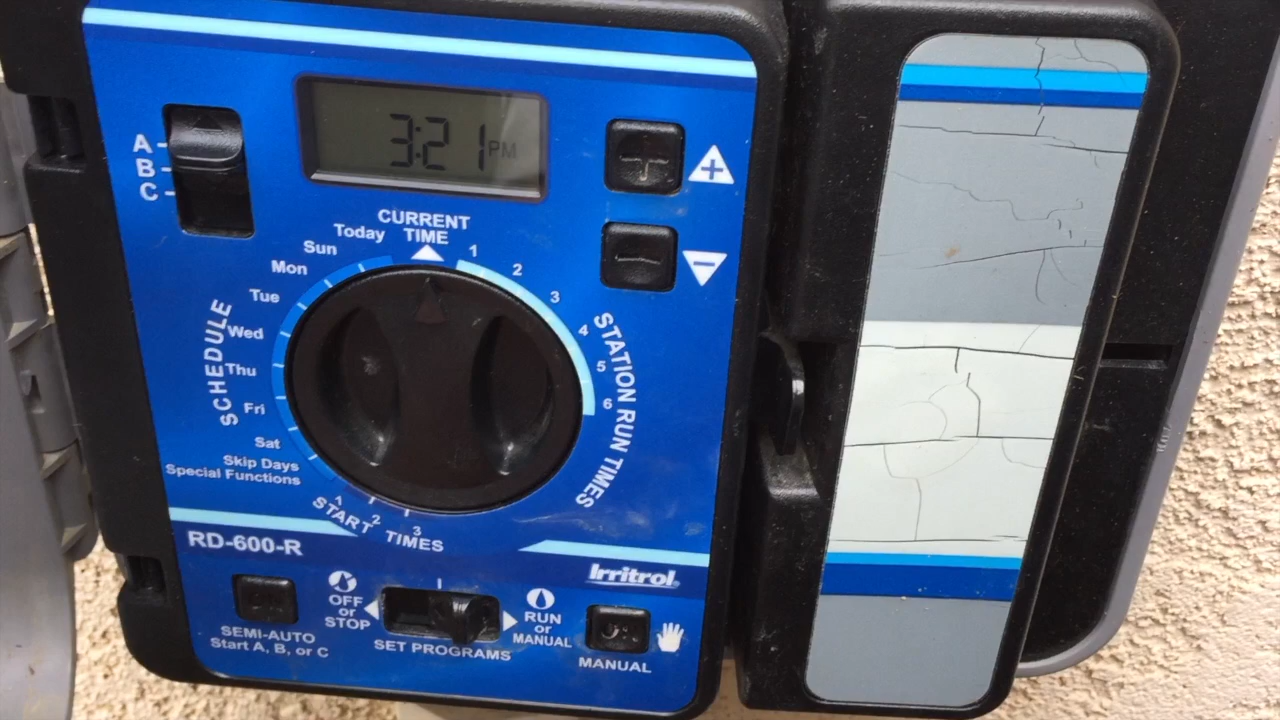 3:21 PM
A
B
C
+
-
CURRENT
TIME
Today
Sun
Mon
Tue
Wed
Thu
Fri
Sat
Skip Days
Special Functions
SCHEDULE
1
2
3
4
5
6
STATION RUN TIMES
1
2
3
START TIMES
RD-600-R
Irritrol
SEMI-AUTO
Start A, B, or C
OFF
or
STOP
SET PROGRAMS
RUN
or
MANUAL
MANUAL